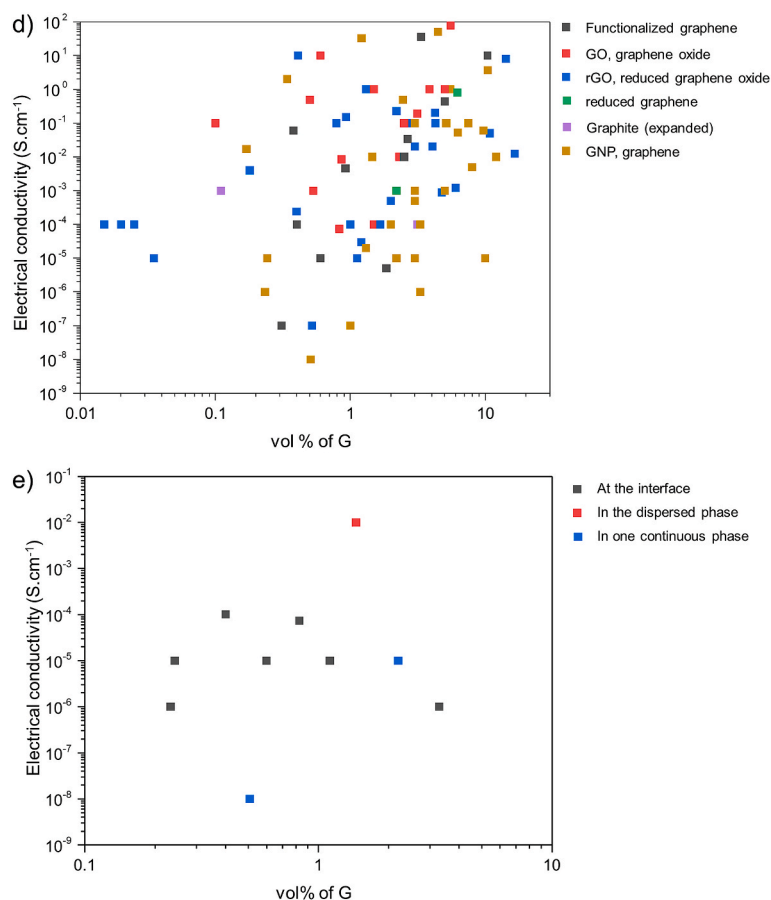 d)
Electrical conductivity (S.cm⁻¹)
10²
10¹
10⁰
10⁻¹
10⁻²
10⁻³
10⁻⁴
10⁻⁵
10⁻⁶
10⁻⁷
10⁻⁸
10⁻⁹
0.01 0.1 1 10
vol % of G
Functionalized graphene
GO, graphene oxide
rGO, reduced graphene oxide
reduced graphene
Graphite (expanded)
GNP, graphene
e)
Electrical conductivity (S.cm⁻¹)
10⁻¹
10⁻²
10⁻³
10⁻⁴
10⁻⁵
10⁻⁶
10⁻⁷
10⁻⁸
10⁻⁹
0.1 1 10
vol% of G
At the interface
In the dispersed phase
In one continuous phase